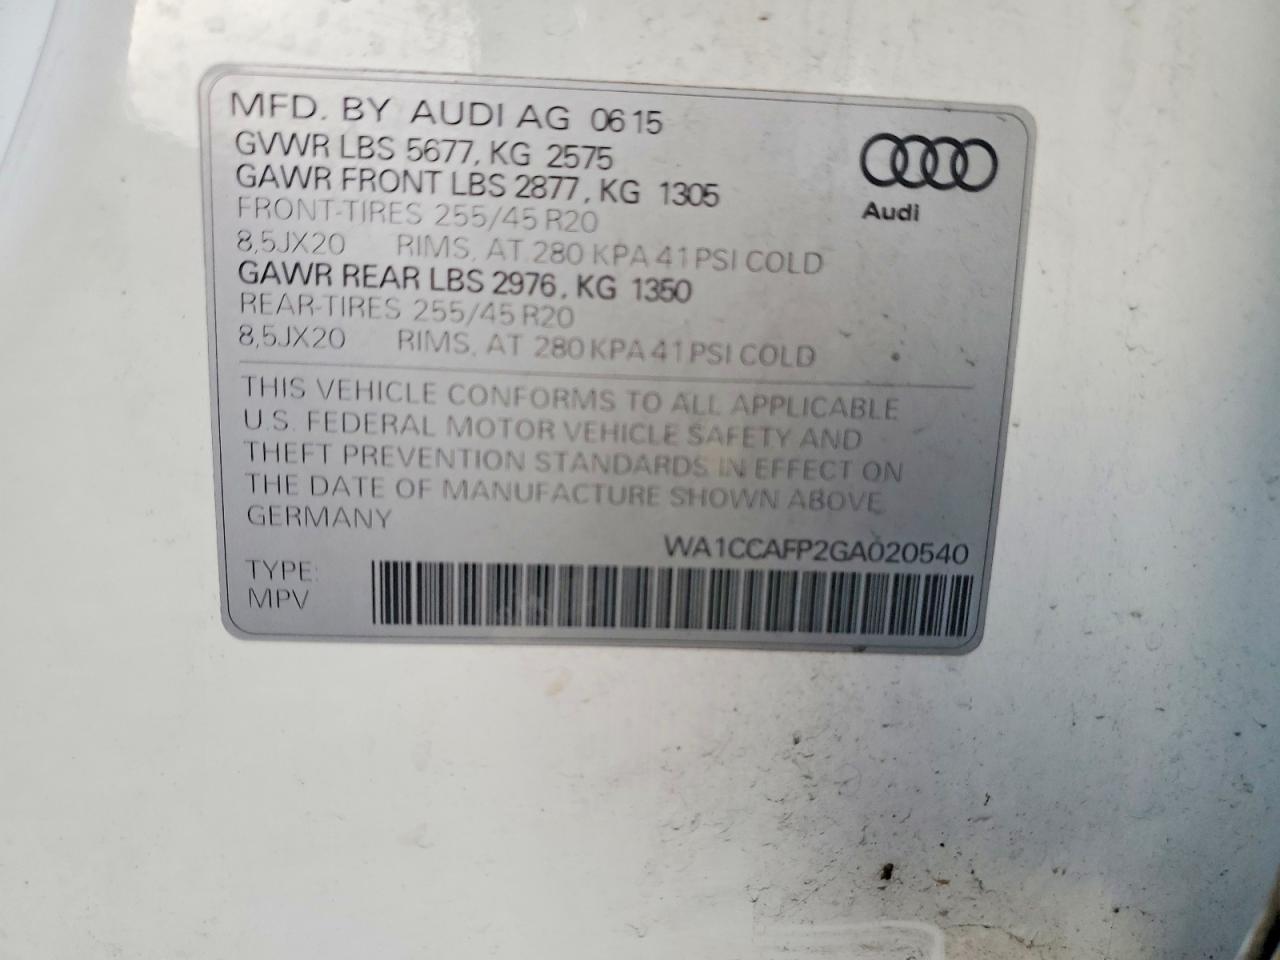 MFD. BY AUDI AG 0615
GVWR LBS 5677, KG 2575
GAWR FRONT LBS 2877, KG 1305
FRONT-TIRES 255/45 R20
8,5JX20 RIMS, AT 280 KPA 41 PSI COLD
GAWR REAR LBS 2976, KG 1350
REAR-TIRES 255/45 R20
8,5JX20 RIMS, AT 280 KPA 41 PSI COLD
Audi
THIS VEHICLE CONFORMS TO ALL APPLICABLE
U.S. FEDERAL MOTOR VEHICLE SAFETY AND
THEFT PREVENTION STANDARDS IN EFFECT ON
THE DATE OF MANUFACTURE SHOWN ABOVE
GERMANY
WA1CCAFP2GA020540
TYPE:
MPV